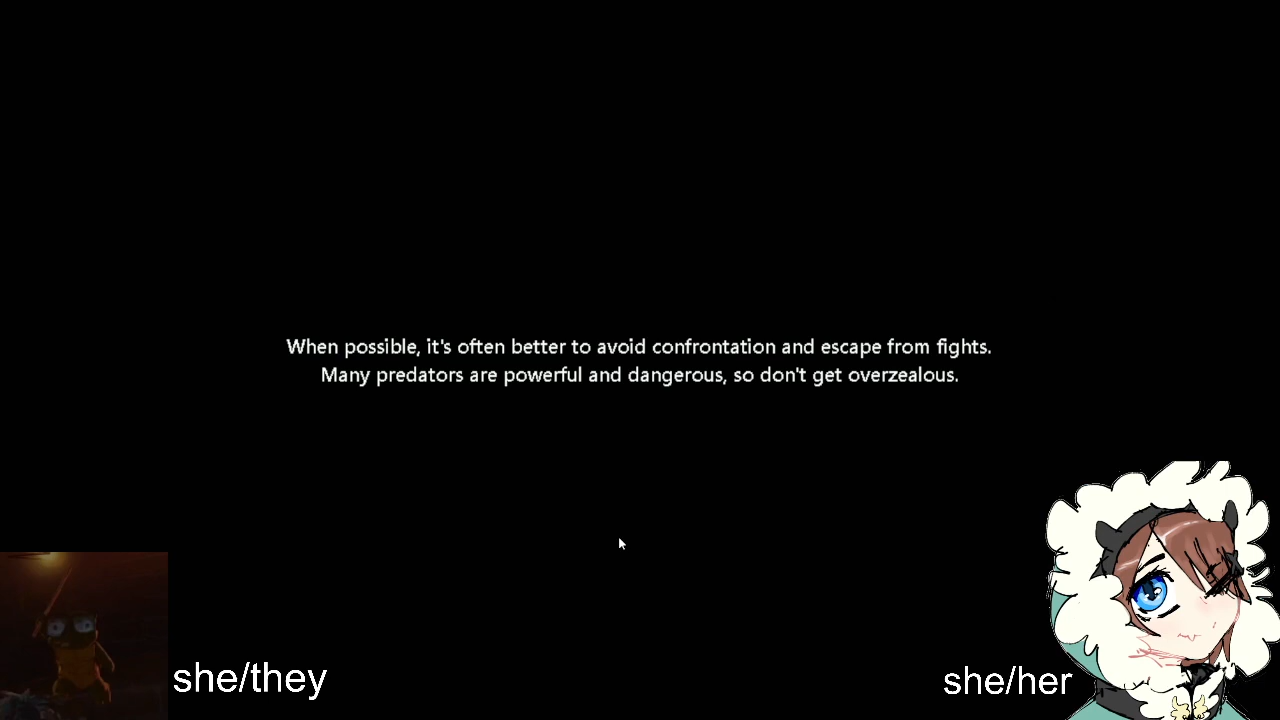 When possible, it's often better to avoid confrontation and escape from fights.
Many predators are powerful and dangerous, so don't get overzealous.
she/they
she/her